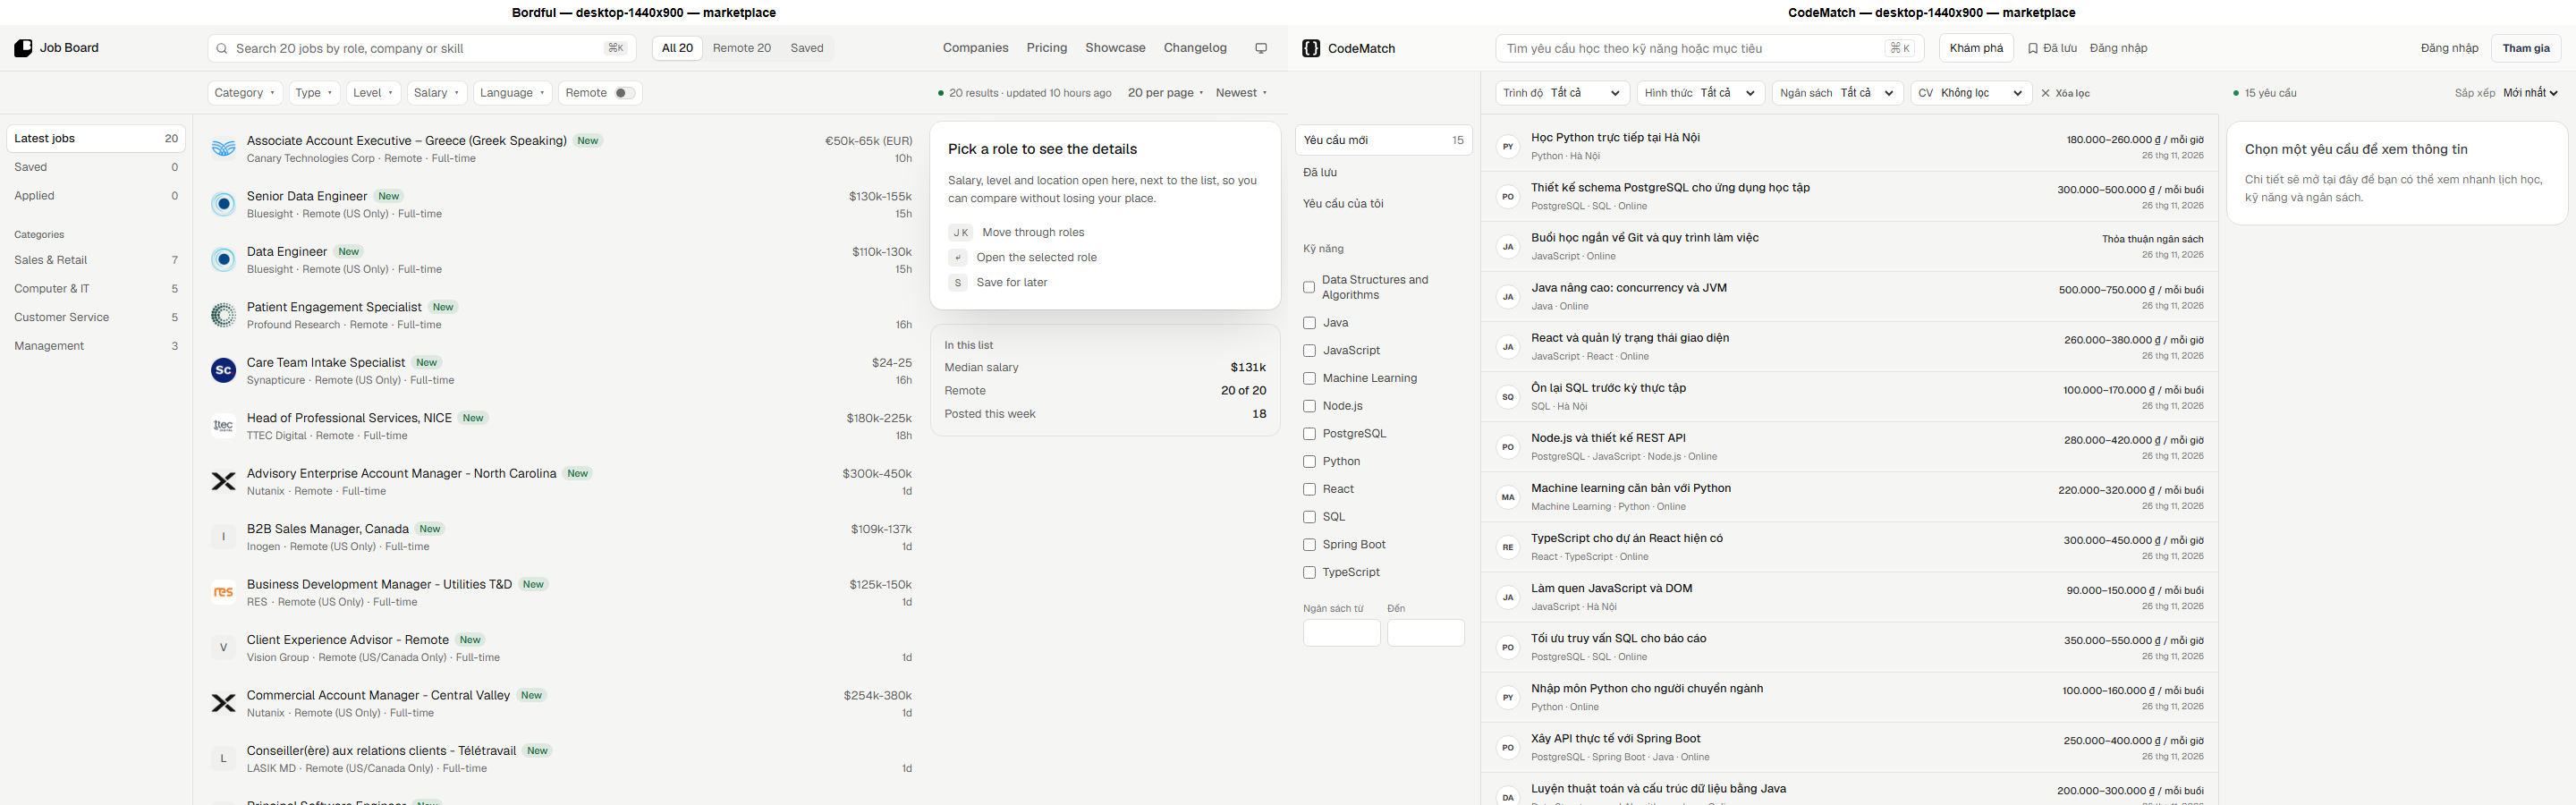 Bordful — desktop-1440x900 — marketplace
Job Board
Search 20 jobs by role, company or skill
⌘K
All 20
Remote 20
Saved
Companies
Pricing
Showcase
Changelog
Category
Type
Level
Salary
Language
Remote
20 results · updated 10 hours ago
20 per page
Newest
Latest jobs 20
Saved 0
Applied 0
Categories
Sales & Retail 7
Computer & IT 5
Customer Service 5
Management 3
Associate Account Executive – Greece (Greek Speaking) New €50k-65k (EUR)
Canary Technologies Corp · Remote · Full-time 10h
Senior Data Engineer New $130k-155k
Bluesight · Remote (US Only) · Full-time 15h
Data Engineer New $110k-130k
Bluesight · Remote (US Only) · Full-time 15h
Patient Engagement Specialist New
Profound Research · Remote · Full-time 16h
Sc
Care Team Intake Specialist New $24-25
Synapticure · Remote (US Only) · Full-time 16h
ttec
Head of Professional Services, NICE New $180k-225k
TTEC Digital · Remote · Full-time 18h
Advisory Enterprise Account Manager - North Carolina New $300k-450k
Nutanix · Remote · Full-time 1d
I
B2B Sales Manager, Canada New $109k-137k
Inogen · Remote (US Only) · Full-time 1d
res
Business Development Manager - Utilities T&D New $125k-150k
RES · Remote (US Only) · Full-time 1d
V
Client Experience Advisor - Remote New
Vision Group · Remote (US/Canada Only) · Full-time 1d
Commercial Account Manager - Central Valley New $254k-380k
Nutanix · Remote (US Only) · Full-time 1d
L
Conseiller(ère) aux relations clients - Télétravail New
LASIK MD · Remote (US/Canada Only) · Full-time 1d
Principal Software Engineer New
Pick a role to see the details
Salary, level and location open here, next to the list, so you
can compare without losing your place.
J K Move through roles
↵ Open the selected role
S Save for later
In this list
Median salary $131k
Remote 20 of 20
Posted this week 18
CodeMatch — desktop-1440x900 — marketplace
CodeMatch
Tìm yêu cầu học theo kỹ năng hoặc mục tiêu
⌘ K
Khám phá
Đã lưu
Đăng nhập
Đăng nhập
Tham gia
Trình độ Tất cả
Hình thức Tất cả
Ngân sách Tất cả
CV Không lọc
× Xóa lọc
15 yêu cầu
Sắp xếp Mới nhất
Yêu cầu mới 15
Đã lưu
Yêu cầu của tôi
Kỹ năng
Data Structures and
Algorithms
Java
JavaScript
Machine Learning
Node.js
PostgreSQL
Python
React
SQL
Spring Boot
TypeScript
Ngân sách từ
Đến
PY
Học Python trực tiếp tại Hà Nội 180.000–260.000 ₫ / mỗi giờ
Python · Hà Nội 26 thg 11, 2026
PO
Thiết kế schema PostgreSQL cho ứng dụng học tập 300.000–500.000 ₫ / mỗi buổi
PostgreSQL · SQL · Online 26 thg 11, 2026
JA
Buổi học ngắn về Git và quy trình làm việc Thỏa thuận ngân sách
JavaScript · Online 26 thg 11, 2026
JA
Java nâng cao: concurrency và JVM 500.000–750.000 ₫ / mỗi buổi
Java · Online 26 thg 11, 2026
JA
React và quản lý trạng thái giao diện 260.000–380.000 ₫ / mỗi giờ
JavaScript · React · Online 26 thg 11, 2026
SQ
Ôn lại SQL trước kỳ thực tập 100.000–170.000 ₫ / mỗi buổi
SQL · Hà Nội 26 thg 11, 2026
PO
Node.js và thiết kế REST API 280.000–420.000 ₫ / mỗi giờ
PostgreSQL · JavaScript · Node.js · Online 26 thg 11, 2026
MA
Machine learning căn bản với Python 220.000–320.000 ₫ / mỗi buổi
Machine Learning · Python · Online 26 thg 11, 2026
RE
TypeScript cho dự án React hiện có 300.000–450.000 ₫ / mỗi giờ
React · TypeScript · Online 26 thg 11, 2026
JA
Làm quen JavaScript và DOM 90.000–150.000 ₫ / mỗi giờ
JavaScript · Hà Nội 26 thg 11, 2026
PO
Tối ưu truy vấn SQL cho báo cáo 350.000–550.000 ₫ / mỗi giờ
PostgreSQL · SQL · Online 26 thg 11, 2026
PY
Nhập môn Python cho người chuyển ngành 100.000–160.000 ₫ / mỗi buổi
Python · Online 26 thg 11, 2026
PO
Xây API thực tế với Spring Boot 250.000–400.000 ₫ / mỗi giờ
PostgreSQL · Spring Boot · Java · Online 26 thg 11, 2026
DA
Luyện thuật toán và cấu trúc dữ liệu bằng Java 200.000–300.000 ₫ / mỗi buổi
Chọn một yêu cầu để xem thông tin
Chi tiết sẽ mở tại đây để bạn có thể xem nhanh lịch học,
kỹ năng và ngân sách.